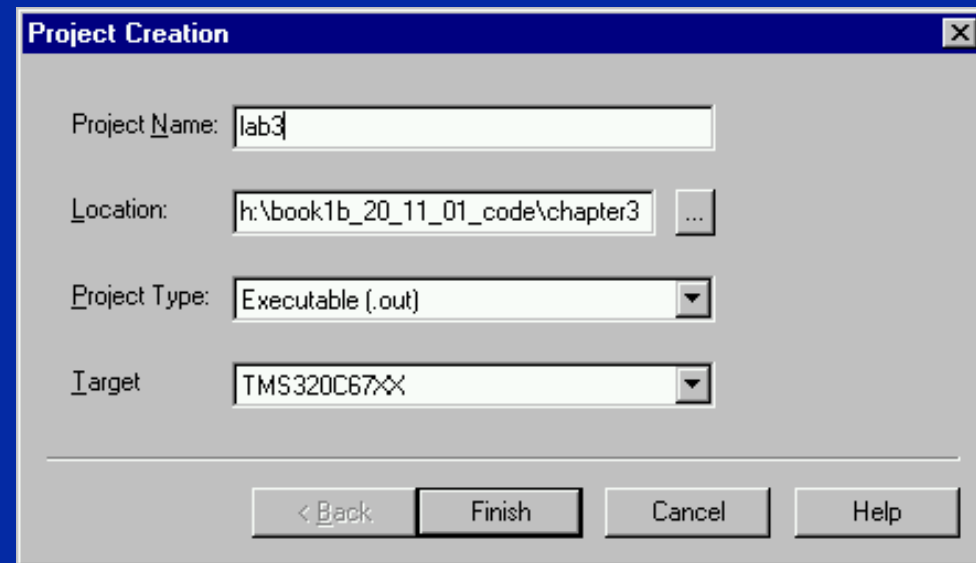 Project Creation
Project Name: lab3
Location: h:\book1b_20_11_01_code\chapter3 ...
Project Type: Executable (.out)
Target TMS320C67XX
< Back Finish Cancel Help